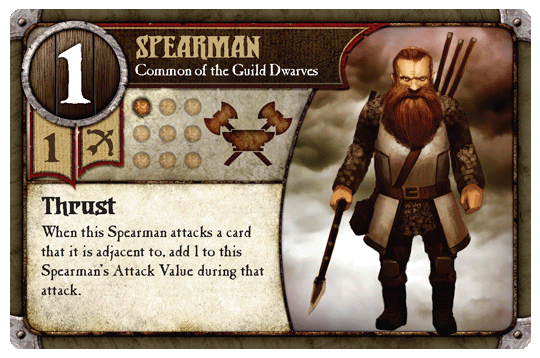 1
SPEARMAN
Common of the Guild Dwarves
1
Thrust
When this Spearman attacks a card
that it is adjacent to, add 1 to this
Spearman's Attack Value during that
attack.